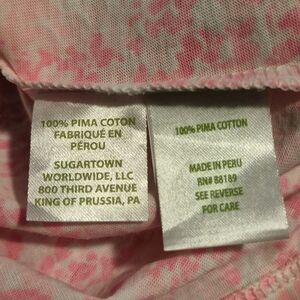 100% PIMA COTON
FABRIQUÉ EN
PÉROU
SUGARTOWN
WORLDWIDE, LLC
800 THIRD AVENUE
KING OF PRUSSIA, PA
100% PIMA COTTON
MADE IN PERU
RN# 88189
SEE REVERSE
FOR CARE